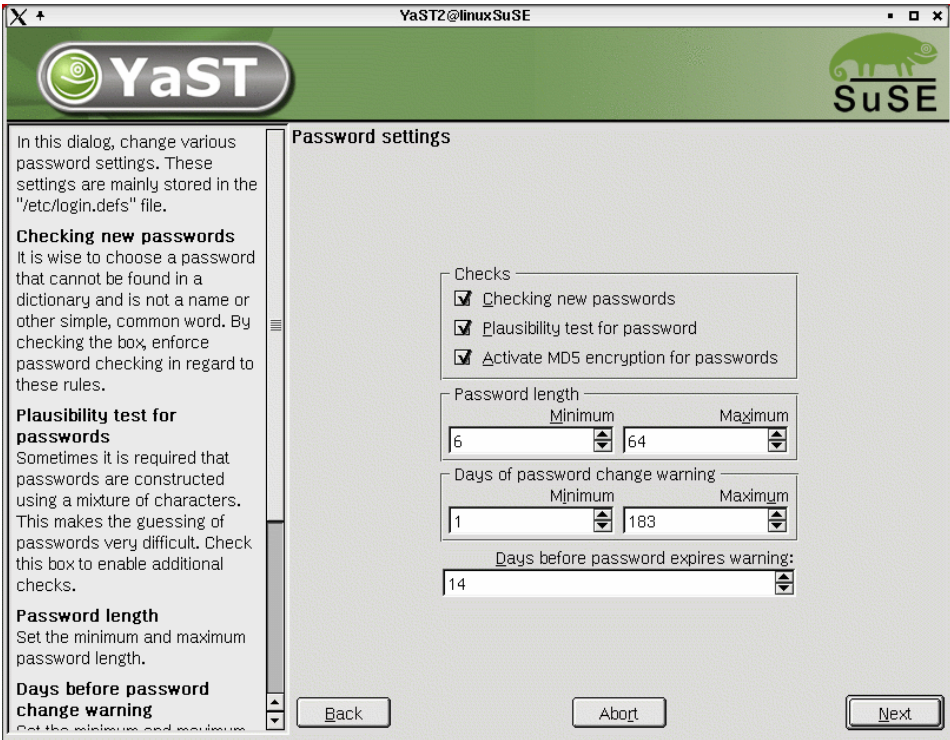 YaST2@linuxSuSE
YaST
SuSE
In this dialog, change various
password settings. These
settings are mainly stored in the
"/etc/login.defs" file.
Checking new passwords
It is wise to choose a password
that cannot be found in a
dictionary and is not a name or
other simple, common word. By
checking the box, enforce
password checking in regard to
these rules.
Plausibility test for
passwords
Sometimes it is required that
passwords are constructed
using a mixture of characters.
This makes the guessing of
passwords very difficult. Check
this box to enable additional
checks.
Password length
Set the minimum and maximum
password length.
Days before password
change warning
Set the minimum and maximum
Password settings
Checks
Checking new passwords
Plausibility test for password
Activate MD5 encryption for passwords
Password length
Minimum Maximum
6 64
Days of password change warning
Minimum Maximum
1 183
Days before password expires warning:
14
Back Abort Next